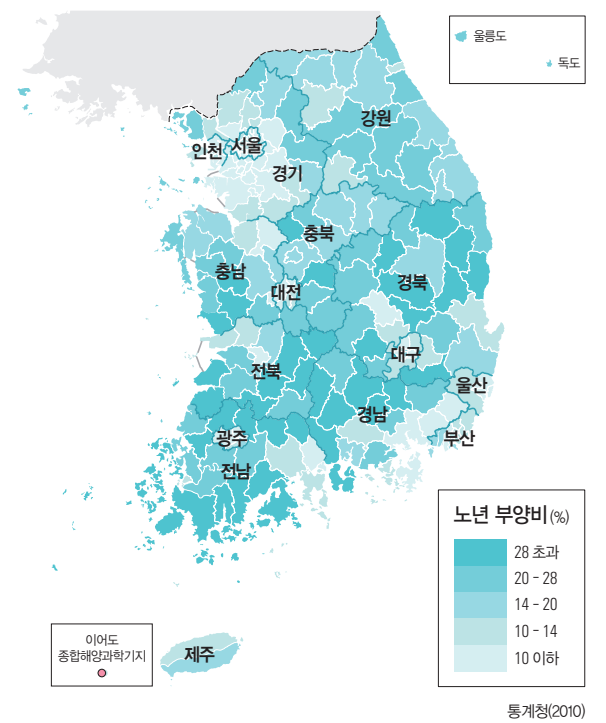 울릉도
독도
강원
인천
서울
경기
충북
충남
대전
경북
대구
전북
울산
경남
광주
부산
전남
노년 부양비(%)
28 초과
20 - 28
14 - 20
10 - 14
10 이하
이어도
종합해양과학기지
제주
통계청(2010)